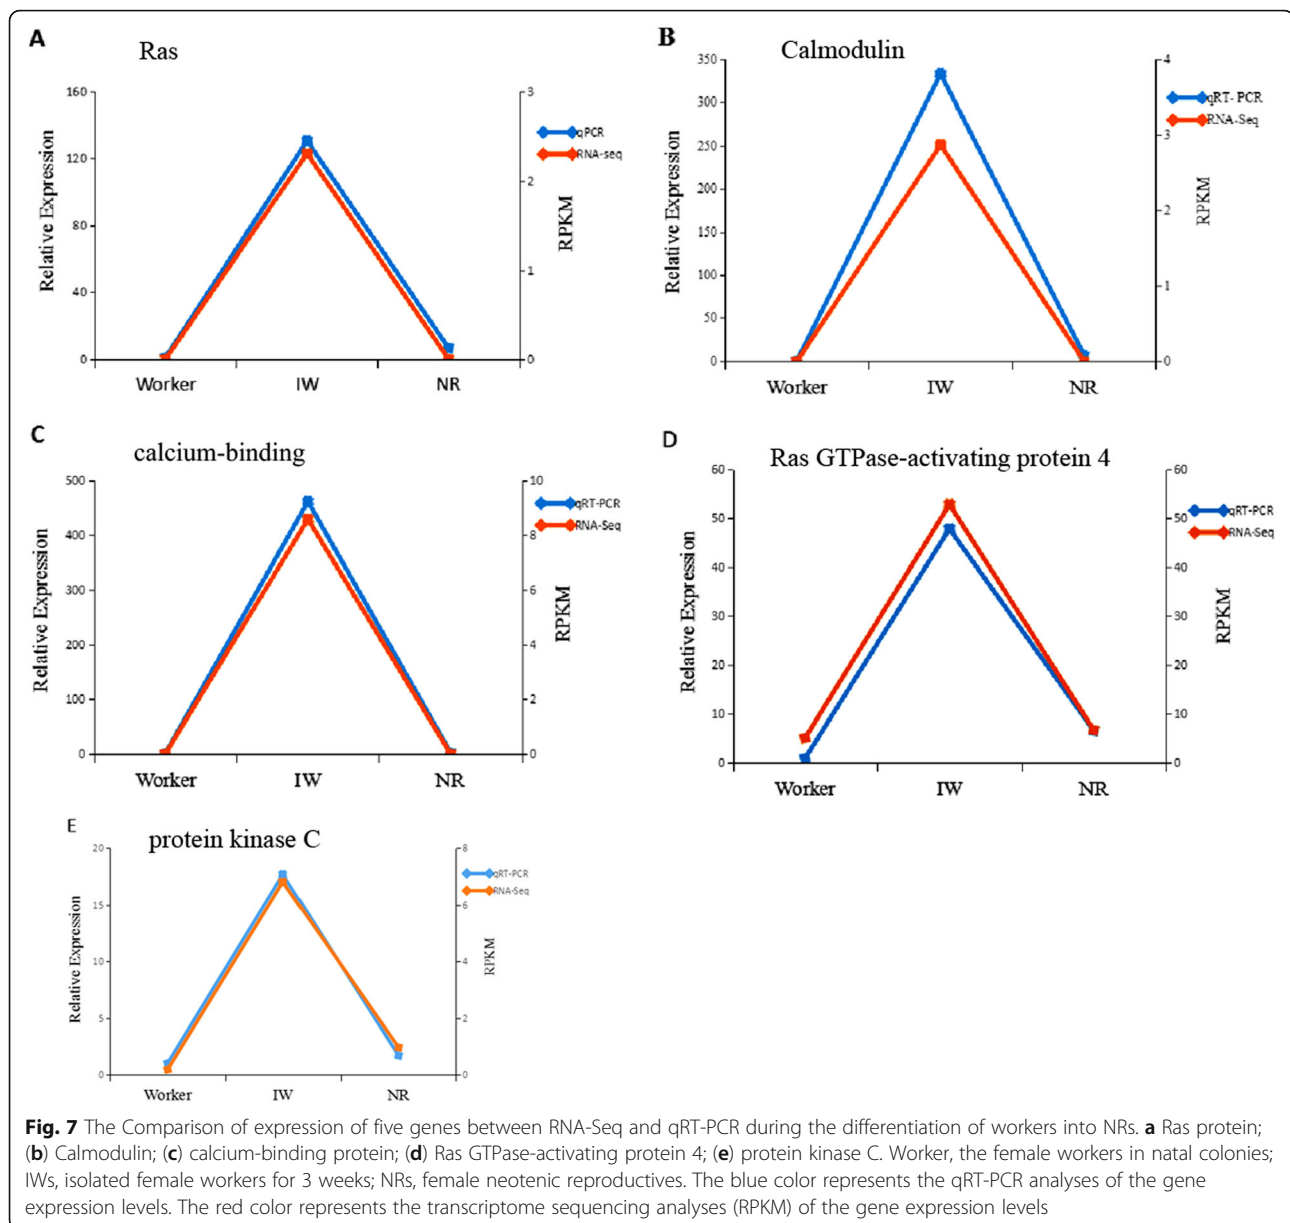 A
Ras
160
120
80
40
0
Relative Expression
3
2
1
0
RPKM
qPCR
RNA-seq
Worker IW NR
B
Calmodulin
350
300
250
200
150
100
50
0
Relative Expression
4
3
2
1
0
RPKM
qRT- PCR
RNA-Seq
Worker IW NR
C
calcium-binding
500
400
300
200
100
0
Relative Expression
10
8
6
4
2
0
RPKM
qRT-PCR
RNA-Seq
Worker IW NR
D
Ras GTPase-activating protein 4
60
50
40
30
20
10
0
Relative Expression
60
50
40
30
20
10
0
RPKM
qRT-PCR
RNA-Seq
Worker IW NR
E
protein kinase C
20
15
10
5
0
Relative Expression
8
6
4
2
0
RPKM
qRT-PCR
RNA-Seq
Worker IW NR
Fig. 7 The Comparison of expression of five genes between RNA-Seq and qRT-PCR during the differentiation of workers into NRs. a Ras protein;
(b) Calmodulin; (c) calcium-binding protein; (d) Ras GTPase-activating protein 4; (e) protein kinase C. Worker, the female workers in natal colonies;
IWs, isolated female workers for 3 weeks; NRs, female neotenic reproductives. The blue color represents the qRT-PCR analyses of the gene
expression levels. The red color represents the transcriptome sequencing analyses (RPKM) of the gene expression levels